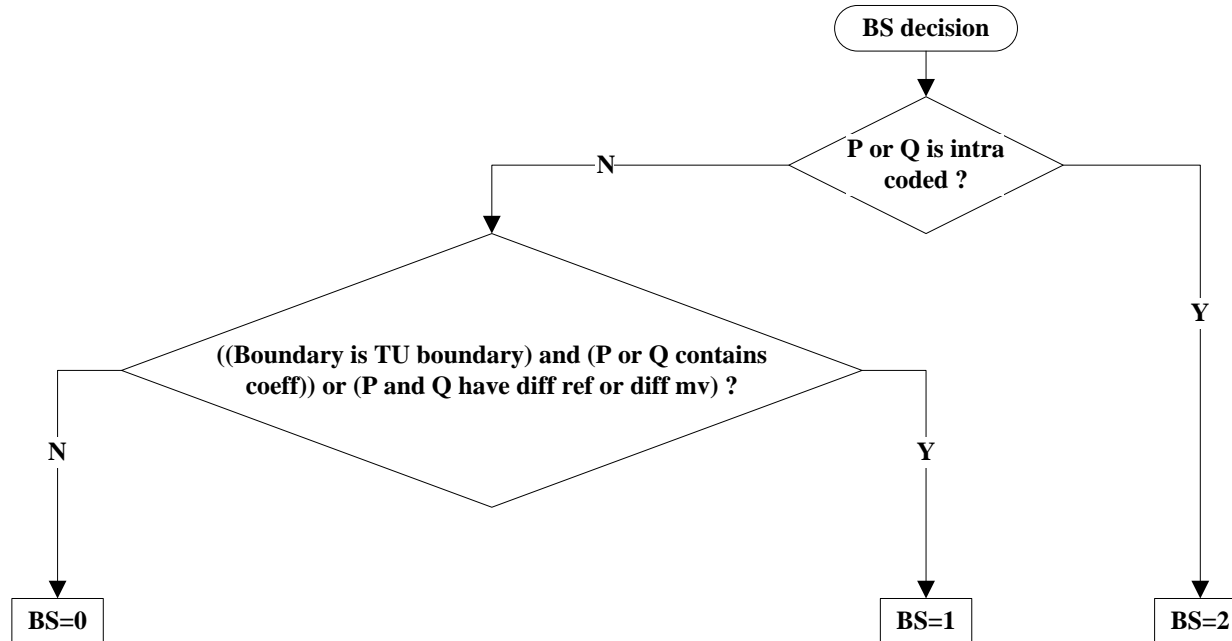 BS decision
P or Q is intra
coded ?
N
Y
((Boundary is TU boundary) and (P or Q contains
coeff)) or (P and Q have diff ref or diff mv) ?
N
Y
BS=0
BS=1
BS=2